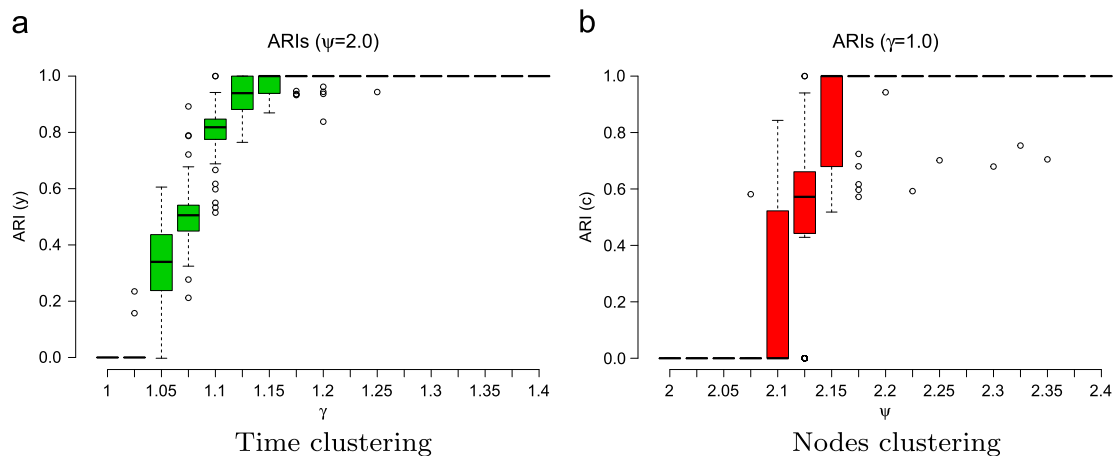 a
ARIs (ψ=2.0)
ARI (y)
1.0
0.8
0.6
0.4
0.2
0.0
1 1.05 1.1 1.15 1.2 1.25 1.3 1.35 1.4
γ
Time clustering
b
ARIs (γ=1.0)
ARI (c)
1.0
0.8
0.6
0.4
0.2
0.0
2 2.05 2.1 2.15 2.2 2.25 2.3 2.35 2.4
ψ
Nodes clustering